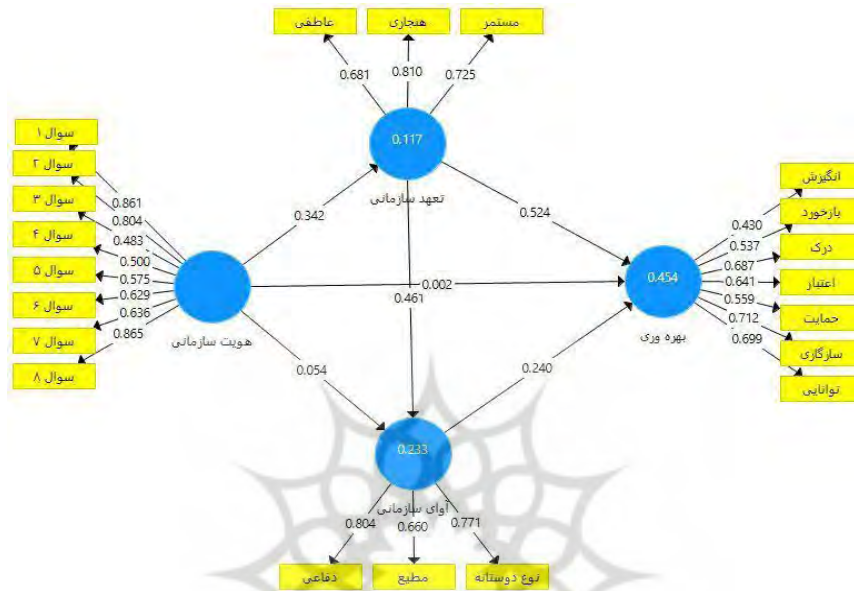 عاطفی
هنجاری
مستمر
0.681
0.810
0.725
0.117
تعهد سازمانی
سوال ۱
سوال ۲
سوال ۳
سوال ۴
سوال ۵
سوال ۶
سوال ۷
سوال ۸
0.861
0.804
0.483
0.500
0.575
0.629
0.636
0.865
هویت سازمانی
0.342
0.524
0.002
0.461
0.054
0.240
0.454
بهره وری
0.430
0.537
0.687
0.641
0.559
0.712
0.699
انگیزش
بازخورد
درک
اعتبار
حمایت
سازگاری
توانایی
0.233
آوای سازمانی
0.804
0.660
0.771
دفاعی
مطیع
نوع دوستانه